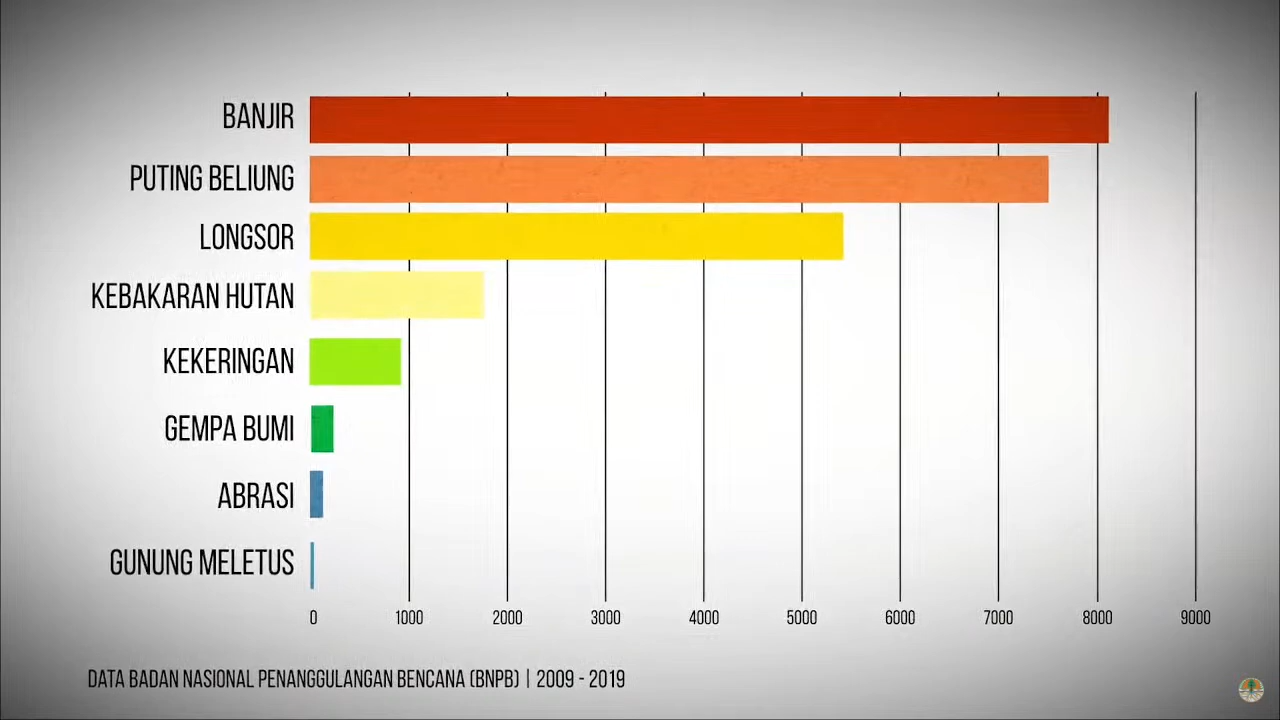 BANJIR
PUTING BELIUNG
LONGSOR
KEBAKARAN HUTAN
KEKERINGAN
GEMPA BUMI
ABRASI
GUNUNG MELETUS
0 1000 2000 3000 4000 5000 6000 7000 8000 9000
DATA BADAN NASIONAL PENANGGULANGAN BENCANA (BNPB) | 2009 - 2019